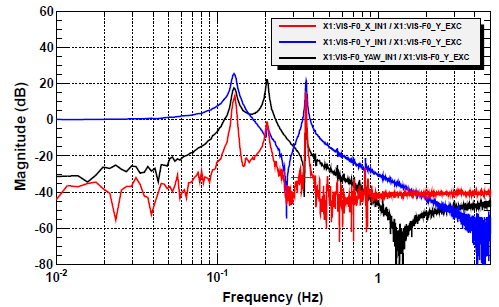 60
40
20
0
-20
-40
-60
-80
Magnitude (dB)
X1:VIS-F0_X_IN1 / X1:VIS-F0_Y_EXC
X1:VIS-F0_Y_IN1 / X1:VIS-F0_Y_EXC
X1:VIS-F0_YAW_IN1 / X1:VIS-F0_Y_EXC
10-2 10-1 1
Frequency (Hz)